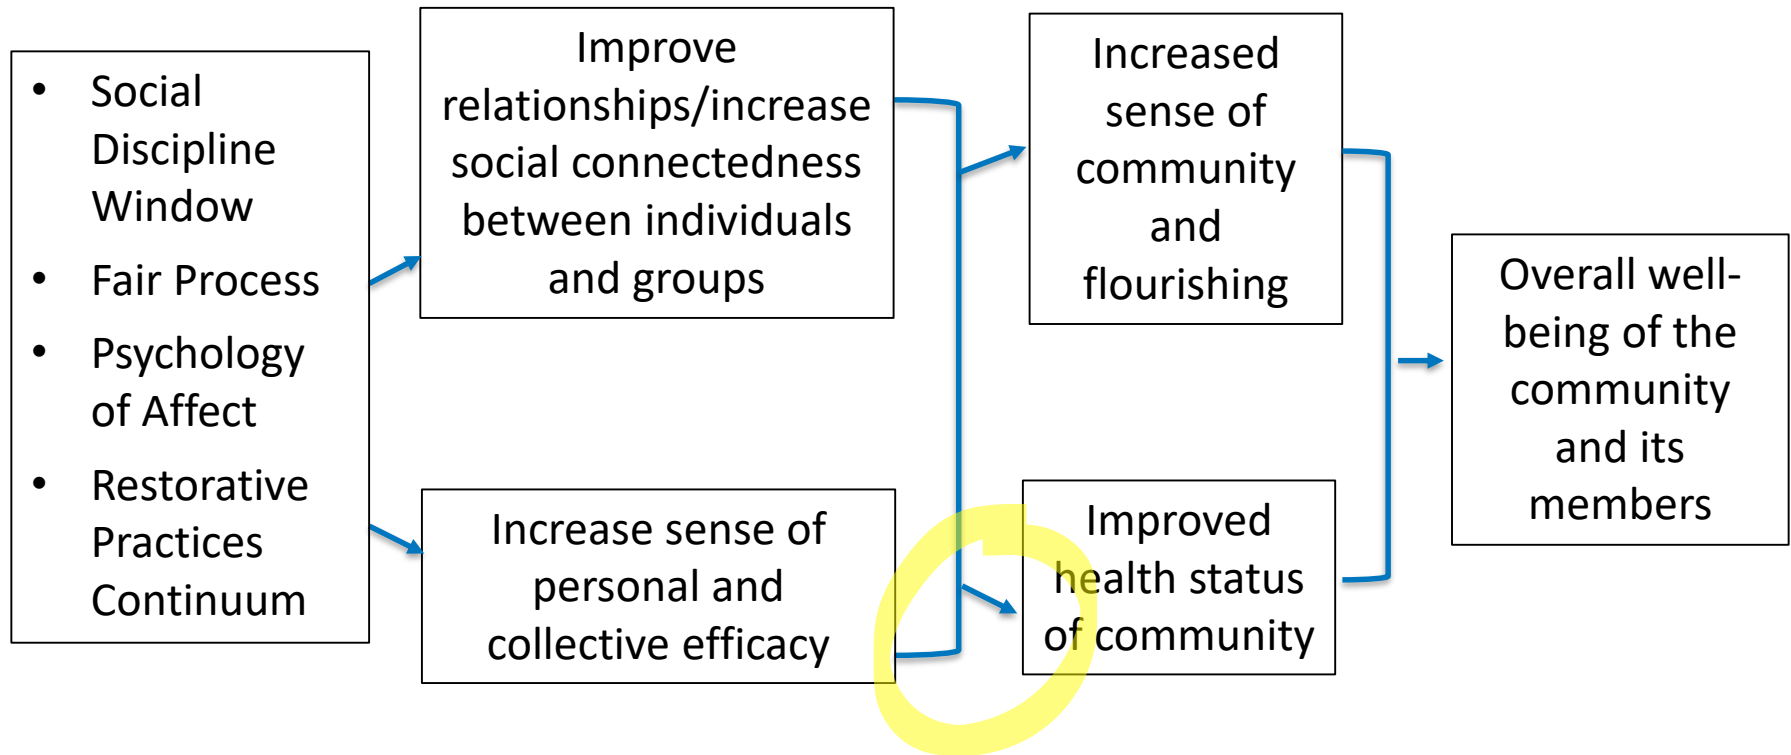 • Social
Discipline
Window
• Fair Process
• Psychology
of Affect
• Restorative
Practices
Continuum
Improve
relationships/increase
social connectedness
between individuals
and groups
Increase sense of
personal and
collective efficacy
Increased
sense of
community
and
flourishing
Improved
health status
of community
Overall well-
being of the
community
and its
members